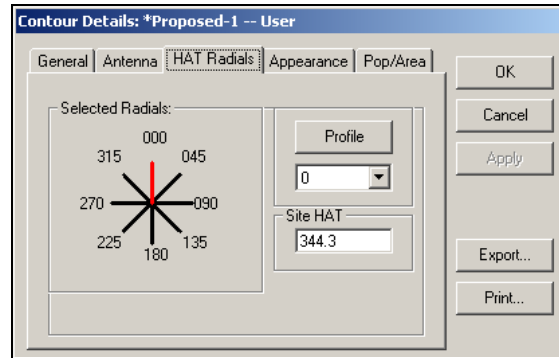 Contour Details: *Proposed-1 -- User
General Antenna HAT Radials Appearance Pop/Area
Selected Radials:
000
315 045
270 090
225 135
180
Profile
0
Site HAT
344.3
OK
Cancel
Apply
Export...
Print...